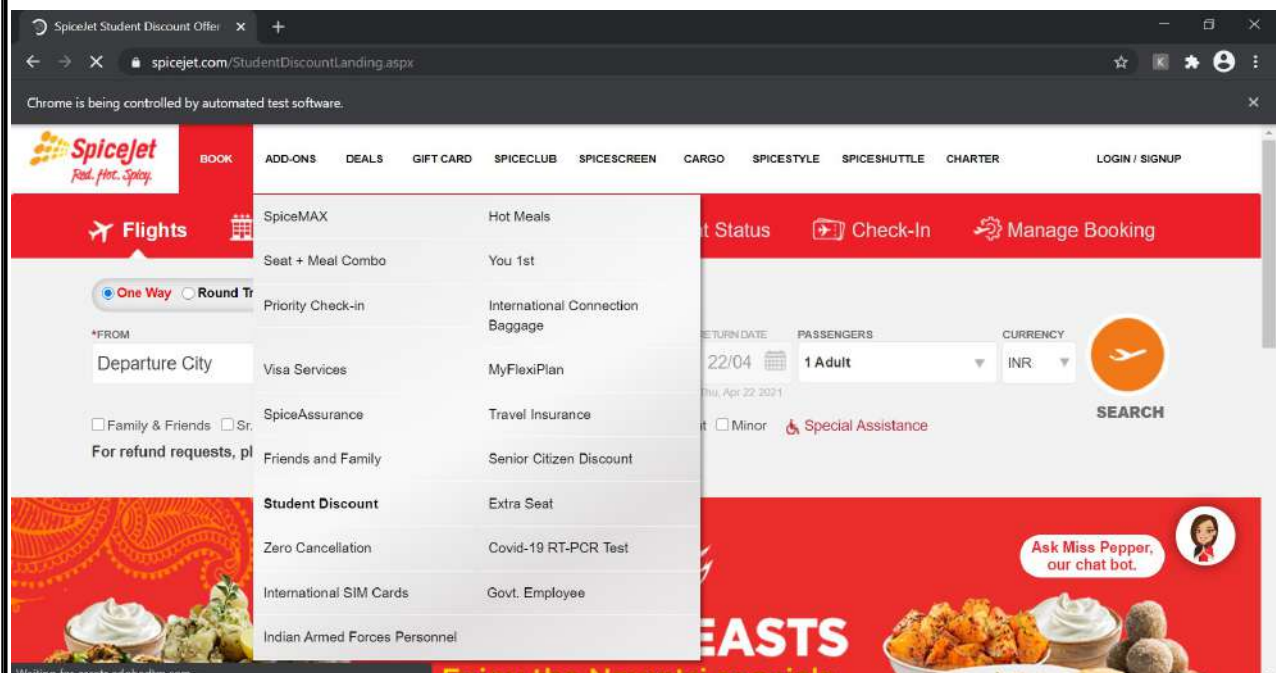 SpiceJet Student Discount Offer
spicejet.com/StudentDiscountLanding.aspx
K
Chrome is being controlled by automated test software.
SpiceJet
Red. Hot. Spicy.
BOOK ADD-ONS DEALS GIFT CARD SPICECLUB SPICESCREEN CARGO SPICESTYLE SPICESHUTTLE CHARTER LOGIN / SIGNUP
Flights
t Status Check-In Manage Booking
SpiceMAX Hot Meals
Seat + Meal Combo You 1st
Priority Check-in International Connection
Baggage
Visa Services MyFlexiPlan
SpiceAssurance Travel Insurance
Friends and Family Senior Citizen Discount
Student Discount Extra Seat
Zero Cancellation Covid-19 RT-PCR Test
International SIM Cards Govt. Employee
Indian Armed Forces Personnel
One Way Round Tr
*FROM
Departure City
RETURN DATE PASSENGERS CURRENCY
22/04 1 Adult INR
Thu, Apr 22 2021
SEARCH
Family & Friends Sr.
t Minor Special Assistance
For refund requests, pl
Ask Miss Pepper,
our chat bot.
EASTS